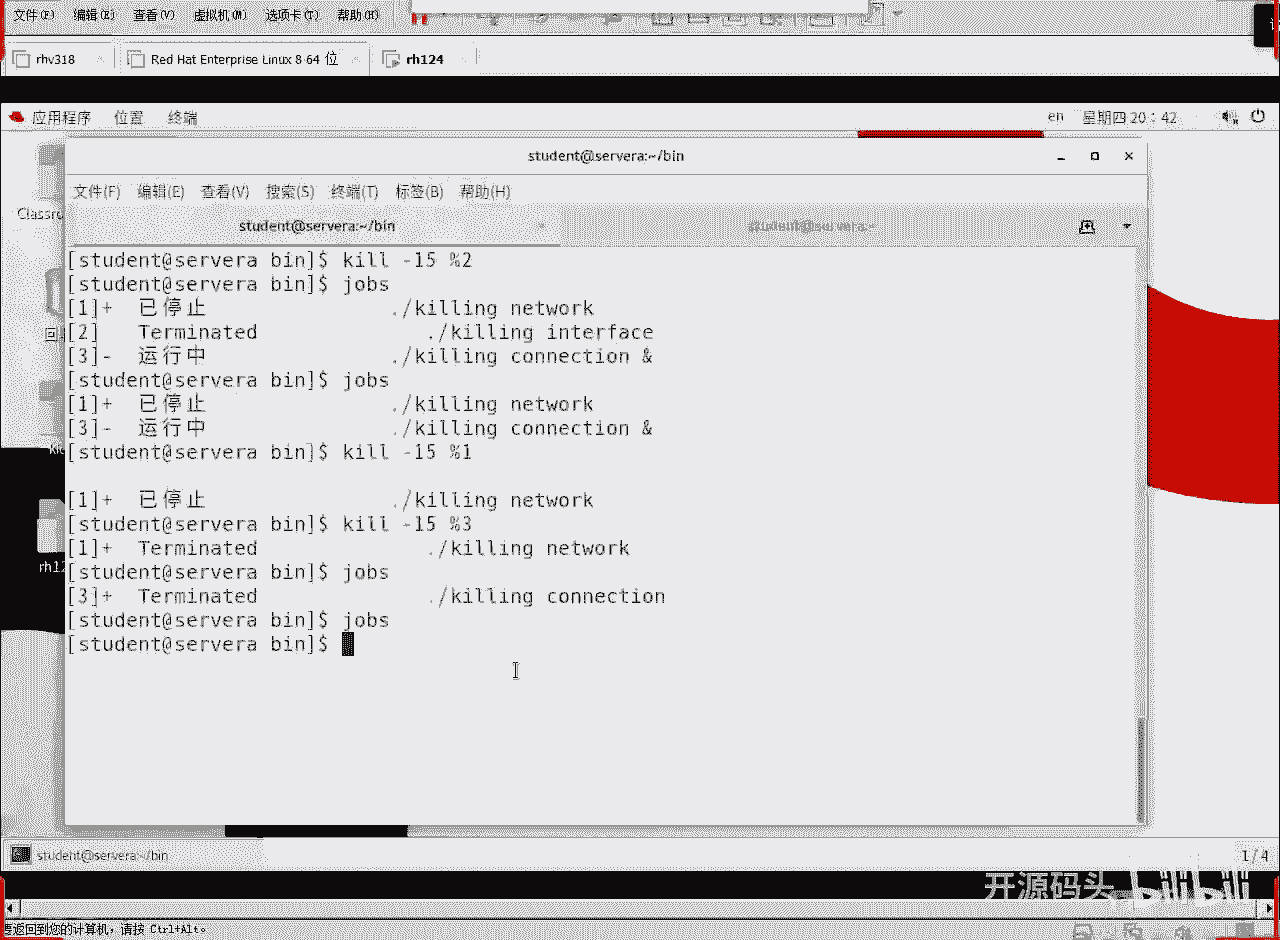 文件(F) 编辑(E) 查看(V) 虚拟机(M) 选项卡(T) 帮助(H)
rhv318 Red Hat Enterprise Linux 8 64 位 rh124
应用程序 位置 终端 en 星期四 20：42
student@servera:~/bin
文件(F) 编辑(E) 查看(V) 搜索(S) 终端(T) 标签(B) 帮助(H)
Classro
student@servera:~/bin student@servera:~
[student@servera bin]$ kill -15 %2
[student@servera bin]$ jobs
[1]+ 已停止 ./killing network
[2] Terminated ./killing interface
[3]- 运行中 ./killing connection &
[student@servera bin]$ jobs
[1]+ 已停止 ./killing network
[3]- 运行中 ./killing connection &
[student@servera bin]$ kill -15 %1
[1]+ 已停止 ./killing network
[student@servera bin]$ kill -15 %3
[1]+ Terminated ./killing network
[student@servera bin]$ jobs
[3]+ Terminated ./killing connection
[student@servera bin]$ jobs
[student@servera bin]$
rh12
student@servera:~/bin 1 / 4
开源码头 bilibili
要返回到您的计算机，请按 Ctrl+Alt。